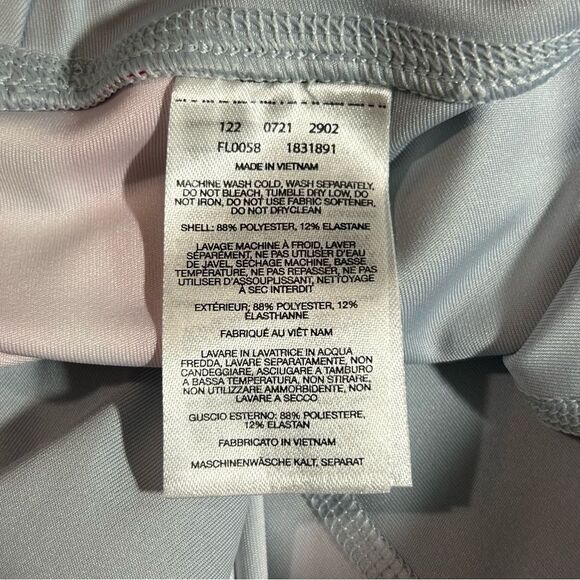 122 0721 2902
FL0058 1831891
MADE IN VIETNAM
MACHINE WASH COLD, WASH SEPARATELY,
DO NOT BLEACH, TUMBLE DRY LOW, DO
NOT IRON, DO NOT USE FABRIC SOFTENER,
DO NOT DRYCLEAN
SHELL: 88% POLYESTER, 12% ELASTANE
LAVAGE MACHINE À FROID, LAVER
SÉPARÉMENT, NE PAS UTILISER D'EAU
DE JAVEL, SÉCHAGE MACHINE, BASSE
TEMPÉRATURE, NE PAS REPASSER, NE PAS
UTILISER D'ASSOUPLISSANT, NETTOYAGE
À SEC INTERDIT
EXTÉRIEUR: 88% POLYESTER, 12%
ÉLASTHANNE
FABRIQUÉ AU VIÊT NAM
LAVARE IN LAVATRICE IN ACQUA
FREDDA, LAVARE SEPARATAMENTE, NON
CANDEGGIARE, ASCIUGARE A TAMBURO
A BASSA TEMPERATURA, NON STIRARE,
NON UTILIZZARE AMMORBIDENTE, NON
LAVARE A SECCO
GUSCIO ESTERNO: 88% POLIESTERE,
12% ELASTAN
FABBRICATO IN VIETNAM
MASCHINENWÄSCHE KALT, SEPARAT